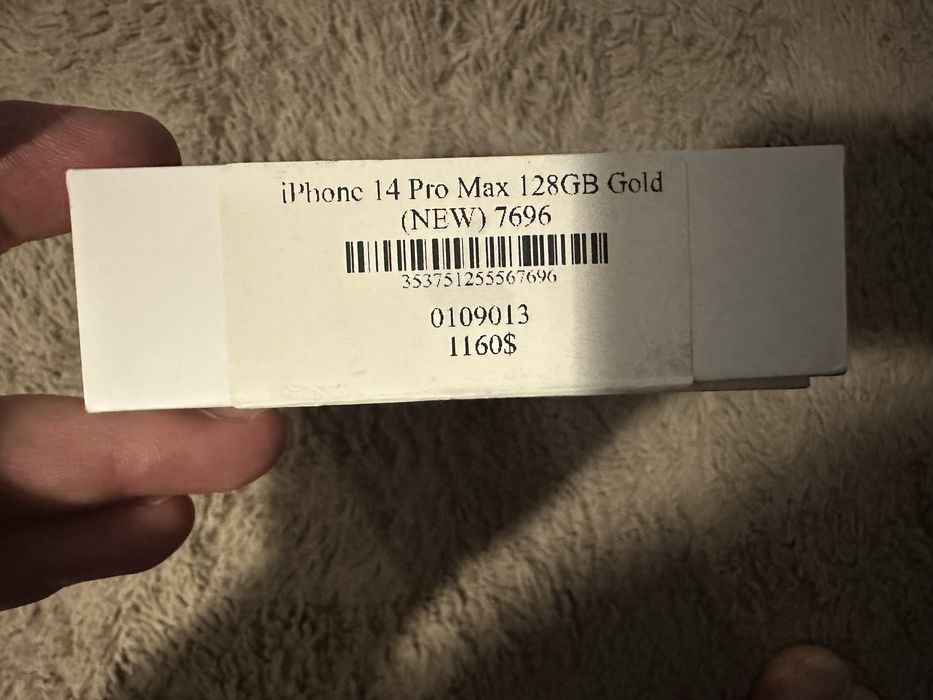 iPhone 14 Pro Max 128GB Gold
(NEW) 7696
353751255567696
0109013
1160$